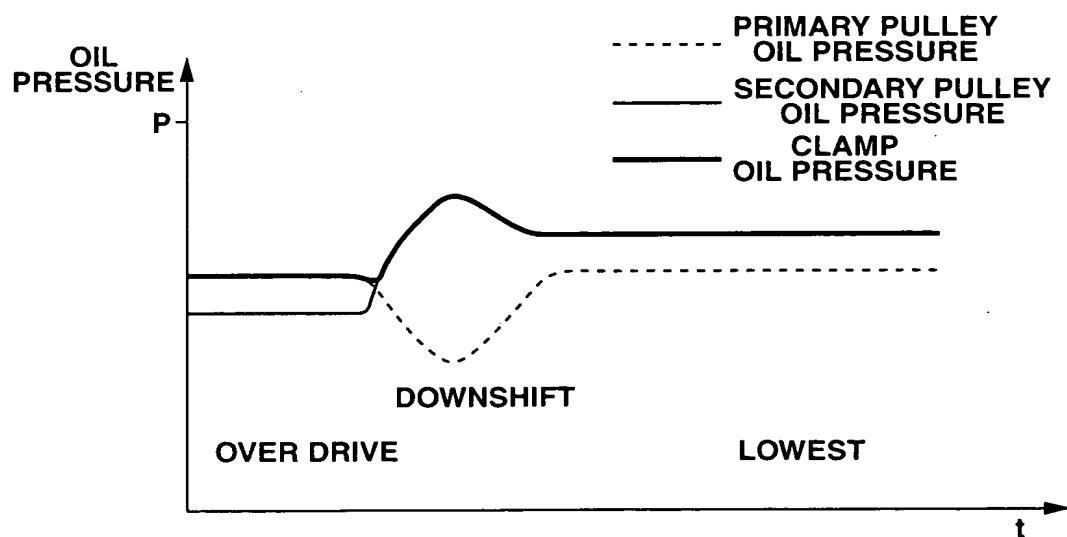 OIL
PRESSURE
P
PRIMARY PULLEY
OIL PRESSURE
SECONDARY PULLEY
OIL PRESSURE
CLAMP
OIL PRESSURE
DOWNSHIFT
OVER DRIVE
LOWEST
t